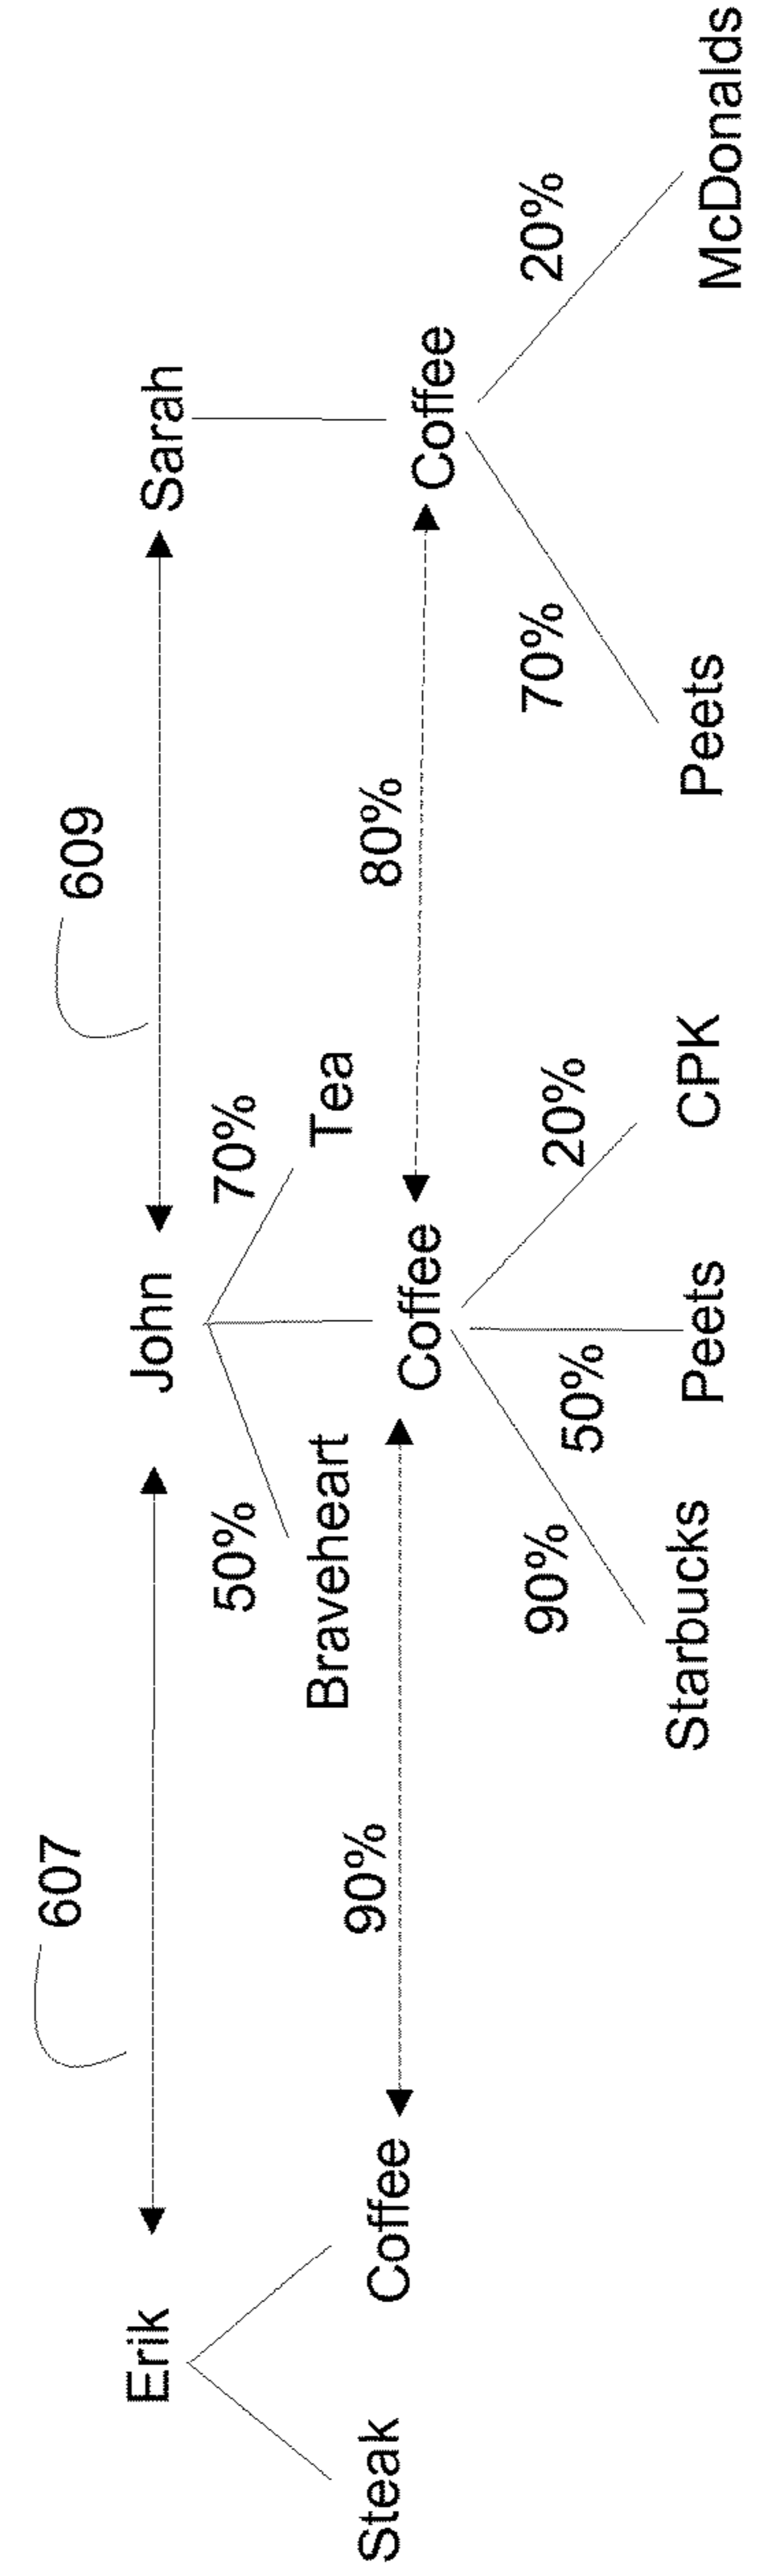 607
609
Erik
John
Sarah
50%
70%
Steak
Coffee
Braveheart
Tea
90%
Coffee
80%
Coffee
90%
50%
20%
70%
20%
Starbucks
Peets
CPK
Peets
McDonalds